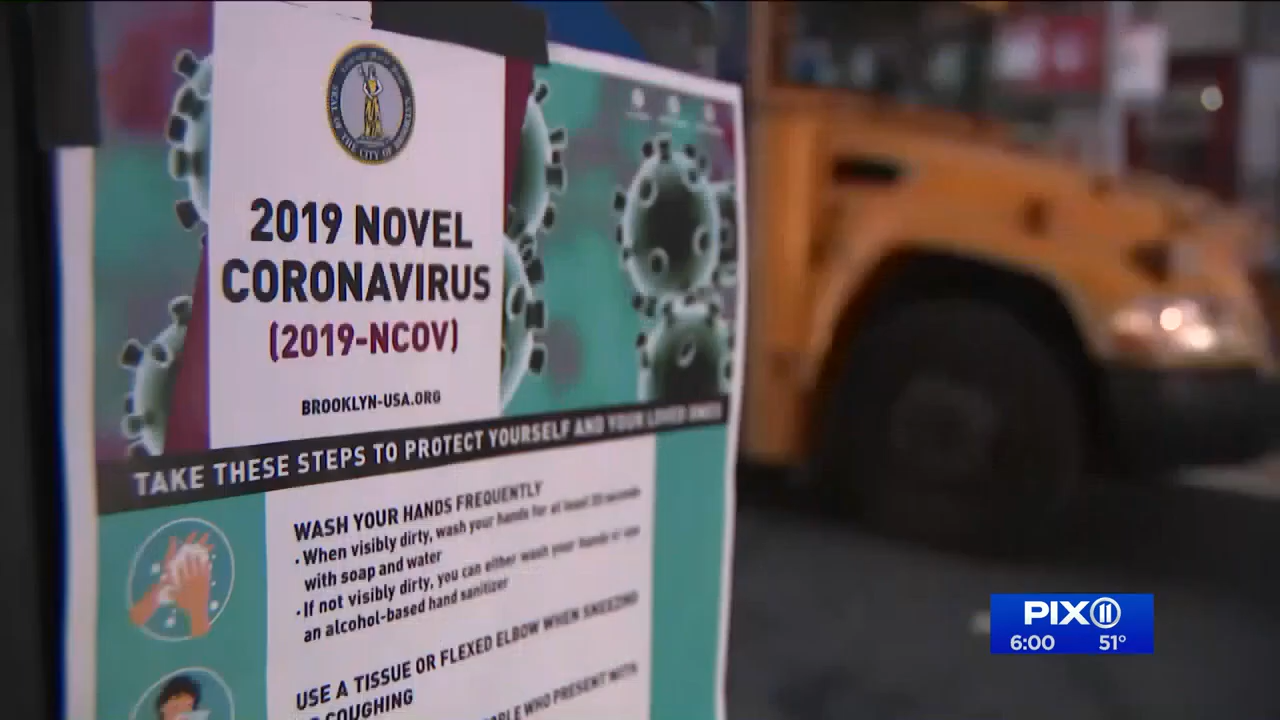 2019 NOVEL
CORONAVIRUS
(2019-NCOV)
BROOKLYN-USA.ORG
TAKE THESE STEPS TO PROTECT YOURSELF AND YOUR LOVED ONES
WASH YOUR HANDS FREQUENTLY
• When visibly dirty, wash your hands for at least 20 seconds
with soap and water
• If not visibly dirty, you can either wash your hands or use
an alcohol-based hand sanitizer
USE A TISSUE OR FLEXED ELBOW WHEN SNEEZING
COUGHING
WHO PRESENT WITH
PIX11
6:00 51°